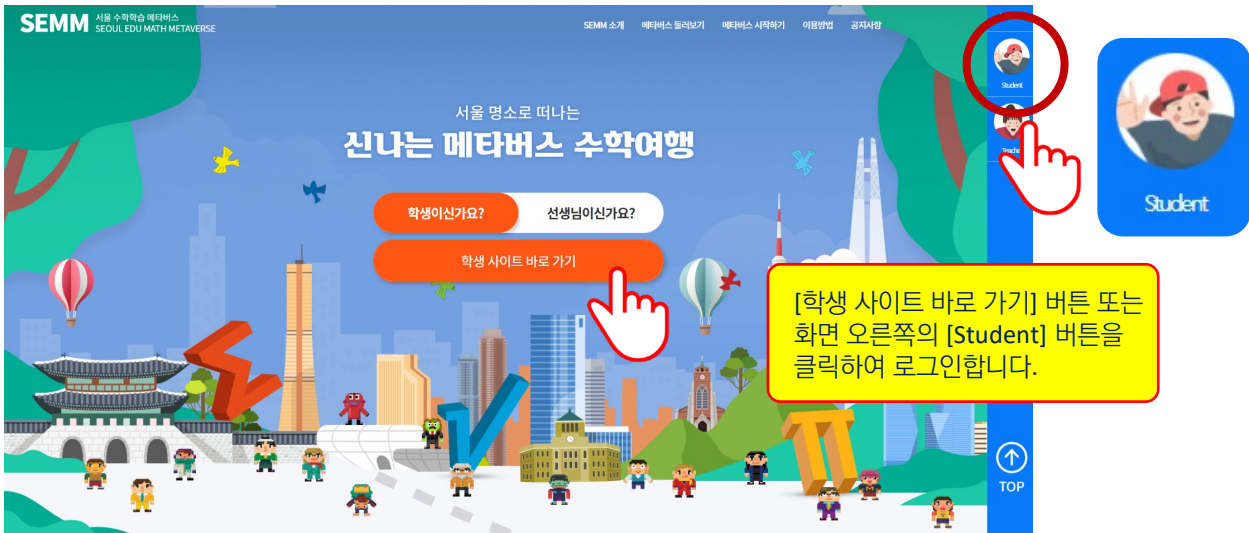 SEMM 서울 수학학습 메타버스
SEOUL EDU MATH METAVERSE
SEMM 소개 메타버스 둘러보기 메타버스 시작하기 이용방법 공지사항
Student
Teacher
Student
서울 명소로 떠나는
신나는 메타버스 수학여행
학생이신가요? 선생님이신가요?
학생 사이트 바로 가기
[학생 사이트 바로 가기] 버튼 또는
화면 오른쪽의 [Student] 버튼을
클릭하여 로그인합니다.
TOP